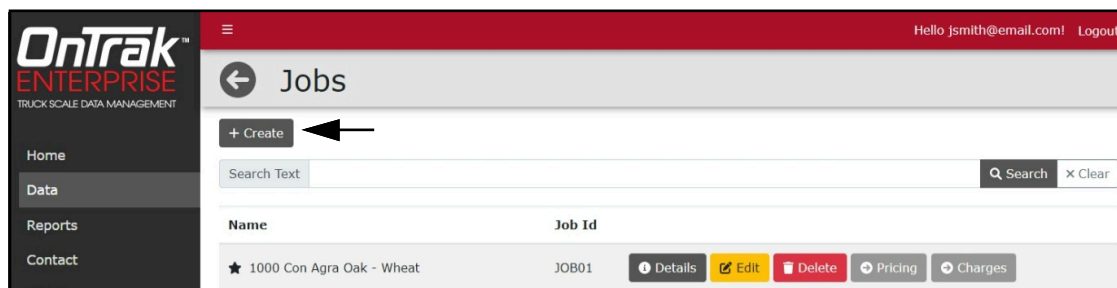 OnTrak™
ENTERPRISE
TRUCK SCALE DATA MANAGEMENT
Hello jsmith@email.com! Logout
Jobs
+ Create
Home
Data
Reports
Contact
Search Text Search × Clear
Name Job Id
★ 1000 Con Agra Oak - Wheat JOB01 Details Edit Delete Pricing Charges